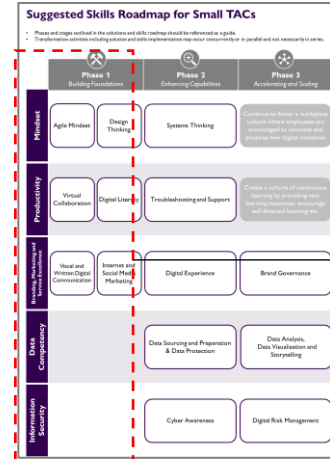 Suggested Skills Roadmap for Small TACs
• Phases and stages outlined in the solutions and skills roadmap should be referenced as a guide.
• Transformation activities including solution and skills implementation may occur concurrently or in parallel and not necessarily in series.
Phase 1
Building Foundations
Phase 2
Enhancing Capabilities
Phase 3
Accelerating and Scaling
Mindset
Agile Mindset
Design
Thinking
Systems Thinking
Continue to foster a workplace
culture where employees are
encouraged to innovate and
propose new digital initiatives
Productivity
Virtual
Collaboration
Digital Literacy
Troubleshooting and Support
Create a culture of continuous
learning by providing new
learning resources, encourage
self-directed learning etc.
Branding, Marketing and
Service Excellence
Visual and
Written Digital
Communication
Internet and
Social Media
Marketing
Digital Experience
Brand Governance
Data
Competency
Data Sourcing and Preparation
& Data Protection
Data Analysis,
Data Visualisation and
Storytelling
Information
Security
Cyber Awareness
Digital Risk Management